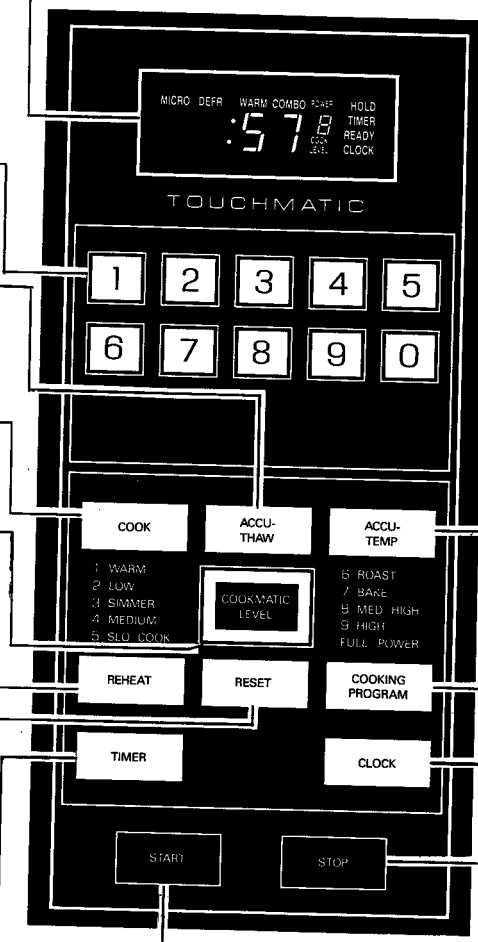 MICRO DEFR WARM COMBO POWER HOLD
TIMER
:57 8 READY
COOK
LEVEL CLOCK
TOUCHMATIC
1 2 3 4 5
6 7 8 9 0
COOK
ACCU-
THAW
ACCU-
TEMP
1 WARM
2 LOW
3 SIMMER
4 MEDIUM
5 SLO COOK
COOKMATIC
LEVEL
6 ROAST
7 BAKE
8 MED HIGH
9 HIGH
FULL POWER
REHEAT
RESET
COOKING
PROGRAM
TIMER
CLOCK
START
STOP